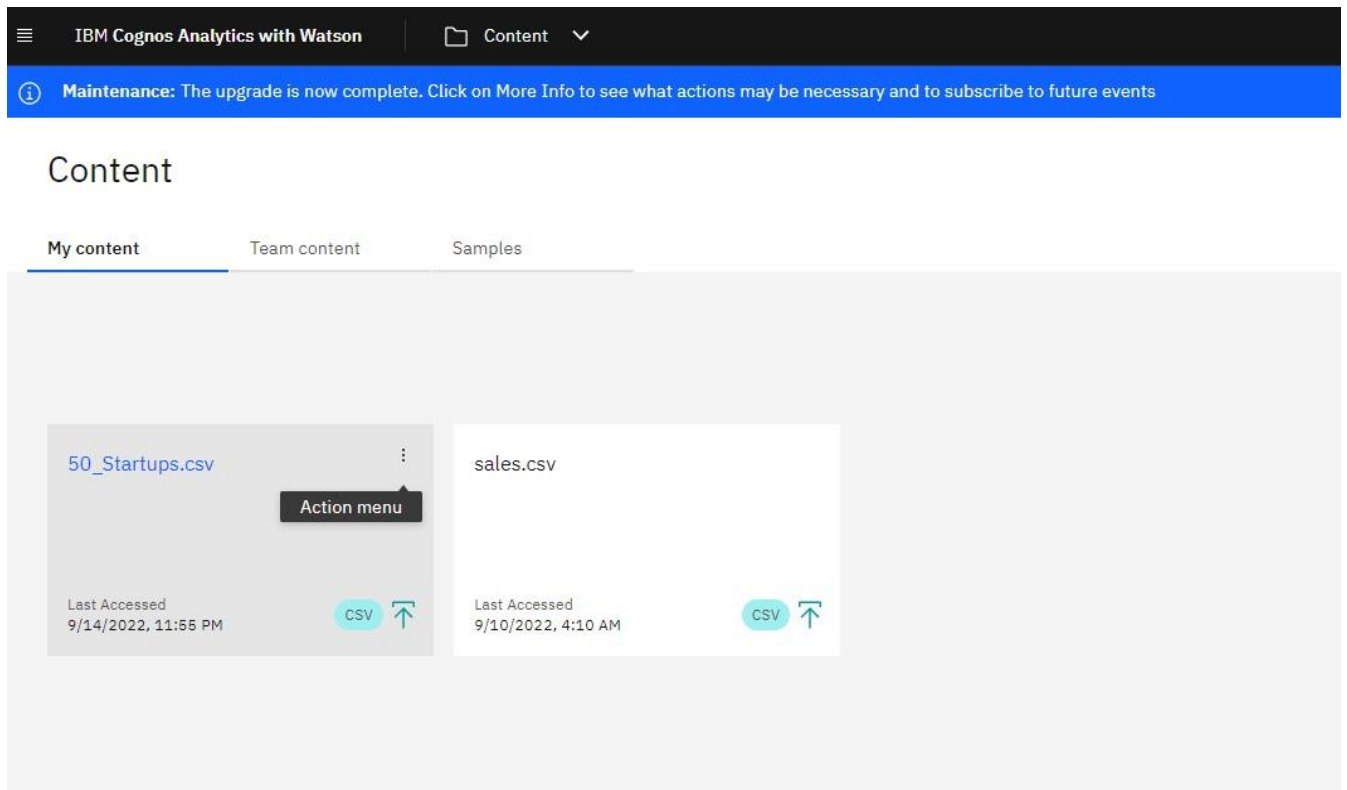 IBM Cognos Analytics with Watson
Content
Maintenance: The upgrade is now complete. Click on More Info to see what actions may be necessary and to subscribe to future events
Content
My content
Team content
Samples
50_Startups.csv
Action menu
Last Accessed
9/14/2022, 11:55 PM
CSV
sales.csv
Last Accessed
9/10/2022, 4:10 AM
CSV